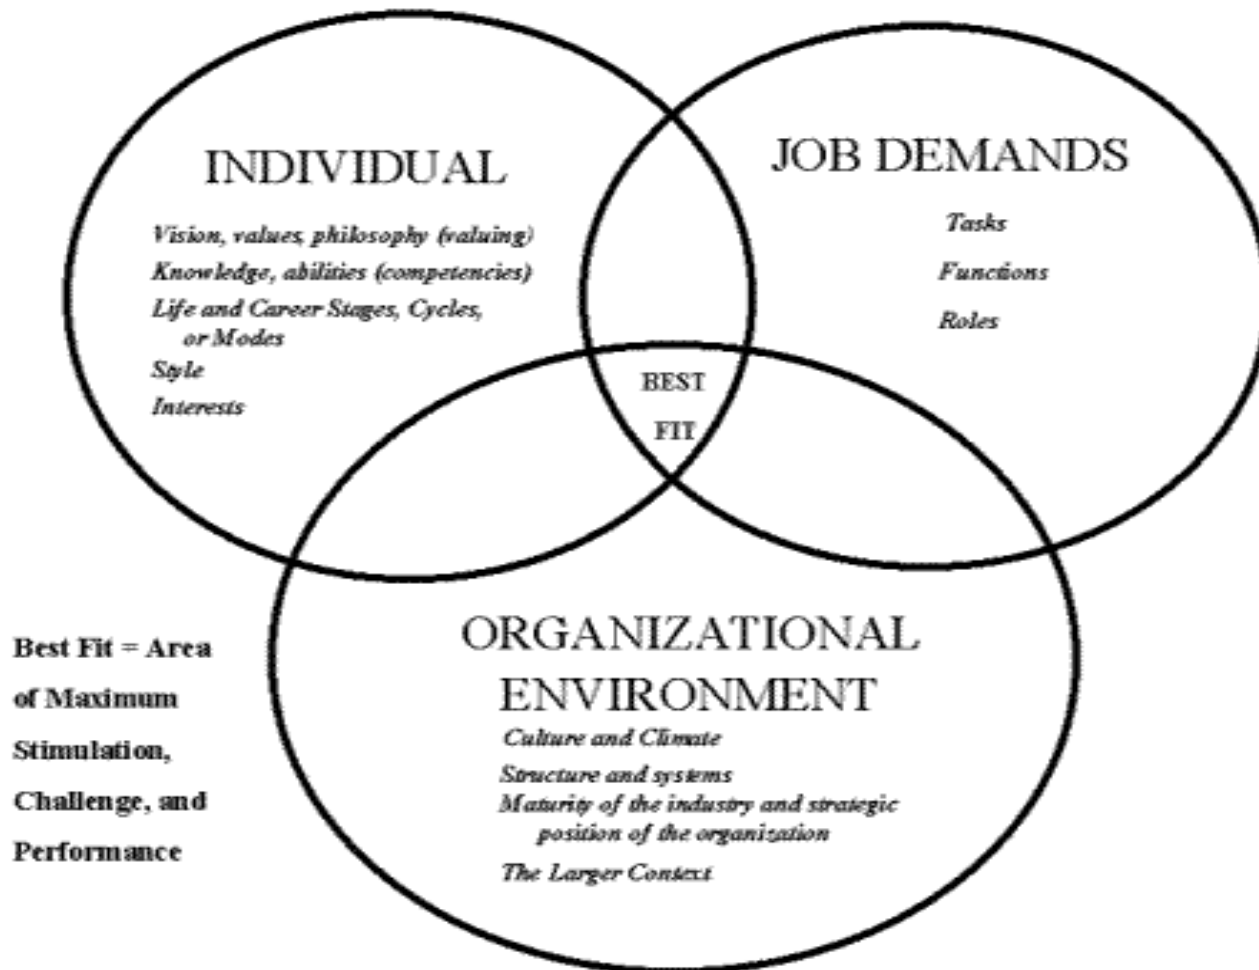 INDIVIDUAL
Vision, values, philosophy (valuing)
Knowledge, abilities (competencies)
Life and Career Stages, Cycles,
or Modes
Style
Interests
JOB DEMANDS
Tasks
Functions
Roles
BEST
FIT
ORGANIZATIONAL
ENVIRONMENT
Culture and Climate
Structure and systems
Maturity of the industry and strategic
position of the organization
The Larger Context
Best Fit = Area
of Maximum
Stimulation,
Challenge, and
Performance